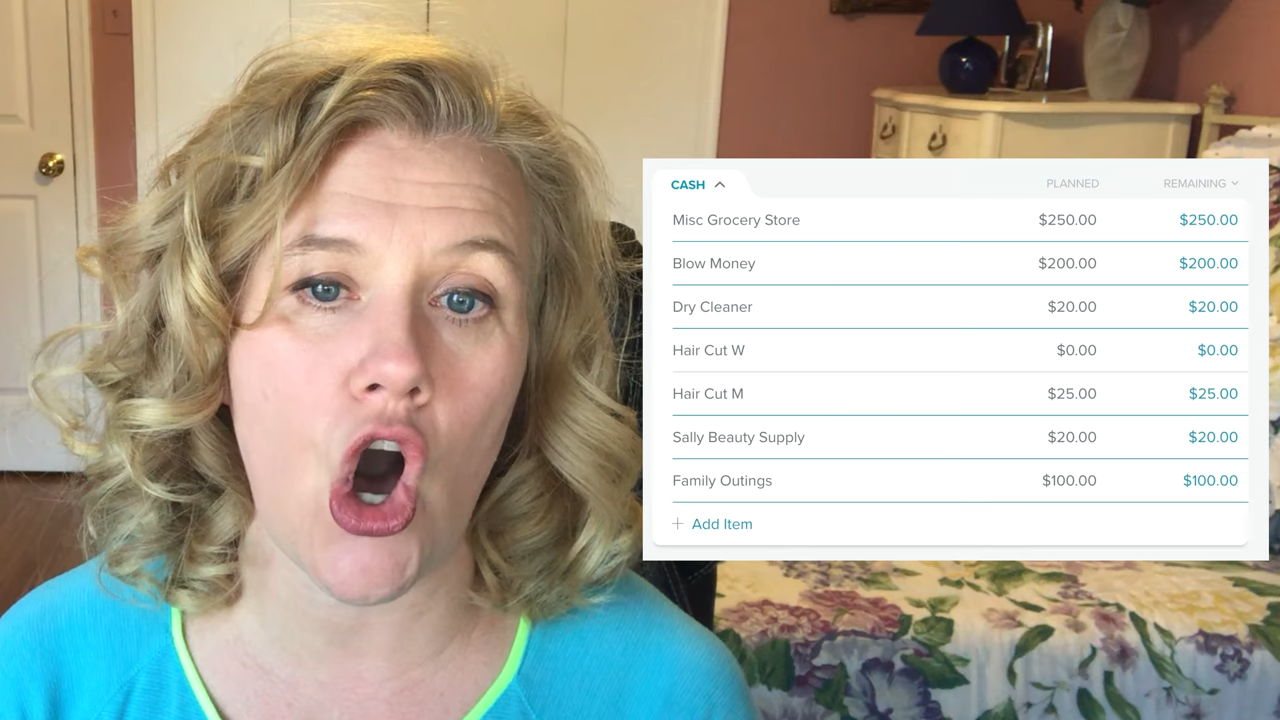 CASH PLANNED REMAINING
Misc Grocery Store $250.00 $250.00
Blow Money $200.00 $200.00
Dry Cleaner $20.00 $20.00
Hair Cut W $0.00 $0.00
Hair Cut M $25.00 $25.00
Sally Beauty Supply $20.00 $20.00
Family Outings $100.00 $100.00
+ Add Item